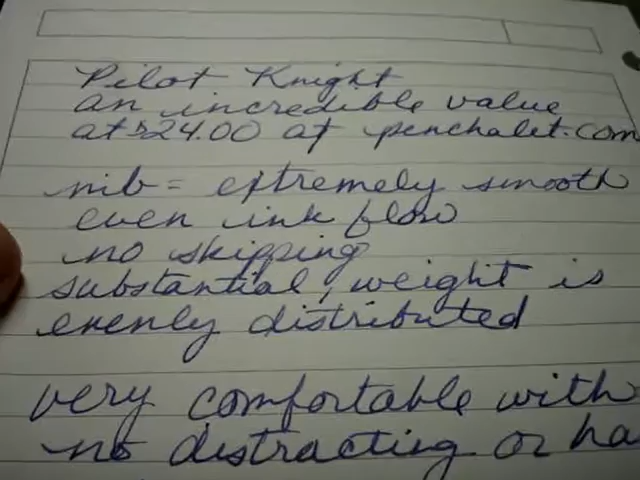 Pilot Knight
an incredible value
at $24.00 at penchalet.com
nib = extremely smooth
even ink flow
no skipping
substantial, weight is
evenly distributed
very comfortable with
no distracting or ha